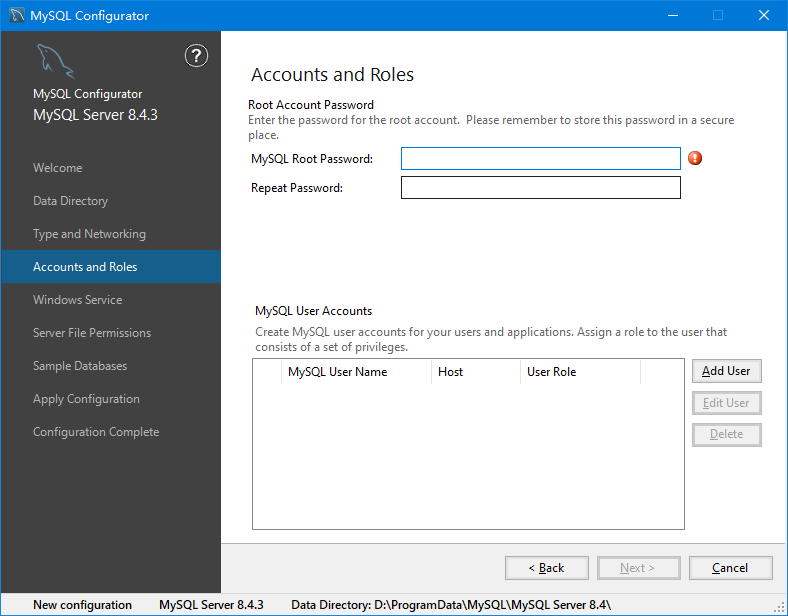 MySQL Configurator
?
MySQL Configurator
MySQL Server 8.4.3
Welcome
Data Directory
Type and Networking
Accounts and Roles
Windows Service
Server File Permissions
Sample Databases
Apply Configuration
Configuration Complete
Accounts and Roles
Root Account Password
Enter the password for the root account.  Please remember to store this password in a secure
place.
MySQL Root Password:
!
Repeat Password:
MySQL User Accounts
Create MySQL user accounts for your users and applications. Assign a role to the user that
consists of a set of privileges.
MySQL User Name Host User Role
Add User
Edit User
Delete
< Back Next > Cancel
New configuration MySQL Server 8.4.3 Data Directory: D:\ProgramData\MySQL\MySQL Server 8.4\